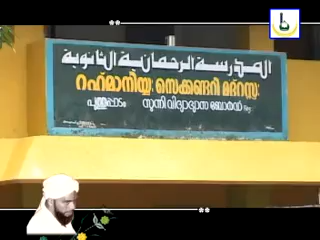 المدرسة الرحمانية الثانوية
റഹ്‌മാനിയ്യ: സെക്കണ്ടറി മദ്റസ:
പുത്തൂപ്പാടം സുന്നി വിദ്യാഭ്യാസ ബോർഡ്